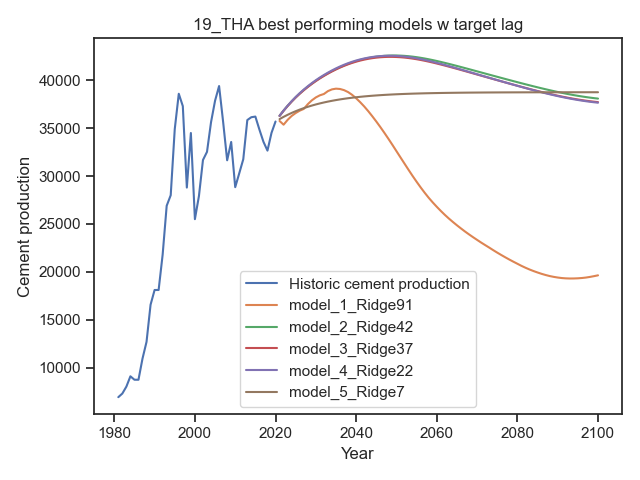 19_THA best performing models w target lag
Cement production
40000
35000
30000
25000
20000
15000
10000
Historic cement production
model_1_Ridge91
model_2_Ridge42
model_3_Ridge37
model_4_Ridge22
model_5_Ridge7
1980 2000 2020 2040 2060 2080 2100
Year